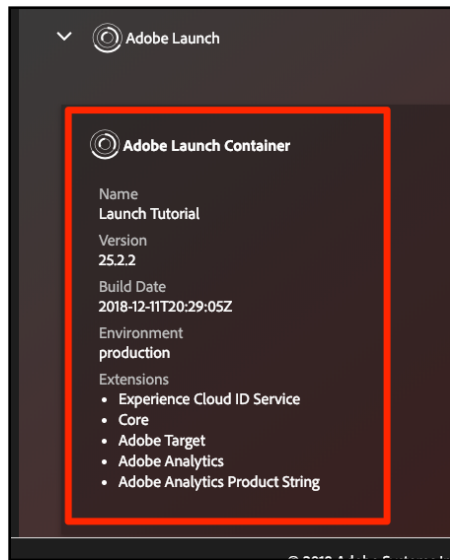 Adobe Launch
Adobe Launch Container
Name
Launch Tutorial
Version
25.2.2
Build Date
2018-12-11T20:29:05Z
Environment
production
Extensions
• Experience Cloud ID Service
• Core
• Adobe Target
• Adobe Analytics
• Adobe Analytics Product String